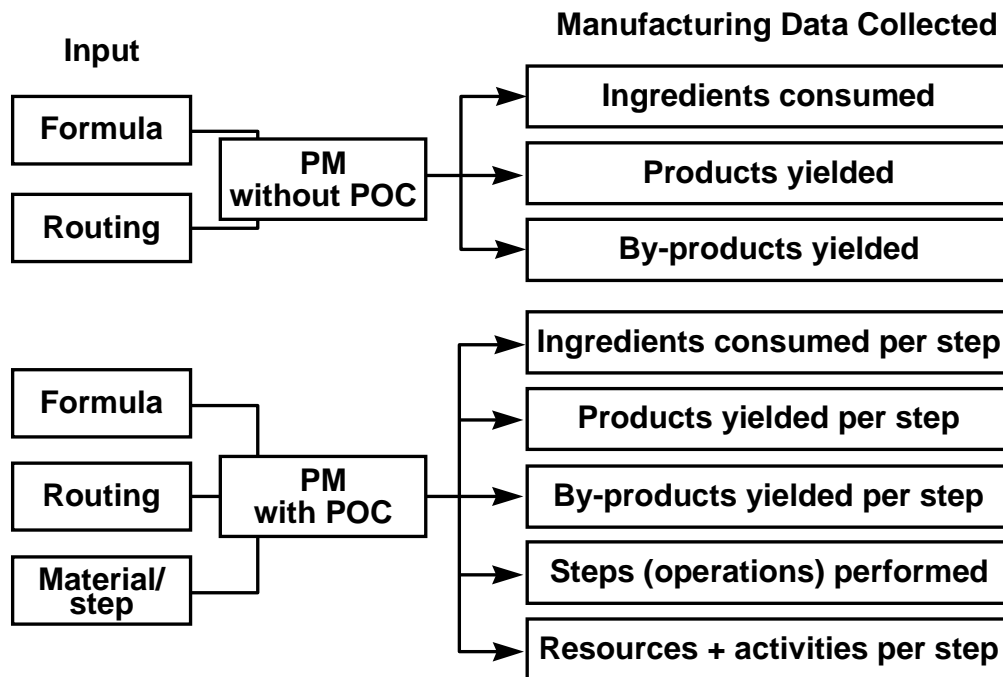 Manufacturing Data Collected
Input
Ingredients consumed
Formula
PM
without POC
Products yielded
Routing
By-products yielded
Ingredients consumed per step
Formula
Products yielded per step
Routing
PM
with POC
By-products yielded per step
Material/
step
Steps (operations) performed
Resources + activities per step